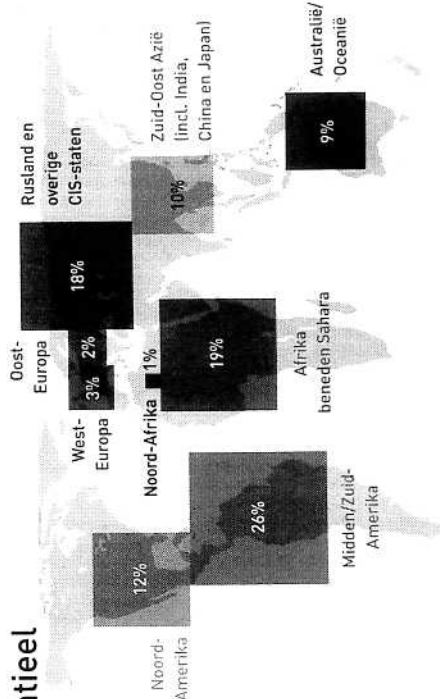 tieel
Noord-
Amerika
12%
26%
Midden/Zuid-
Amerika
West-
Europa
3%
Oost-
Europa
2%
Noord-Afrika
1%
19%
Afrika
beneden Sahara
18%
Rusland en
overige
CIS-staten
10%
Zuid-Oost Azië
(incl. India,
China en Japan)
9%
Australië/
Oceanië